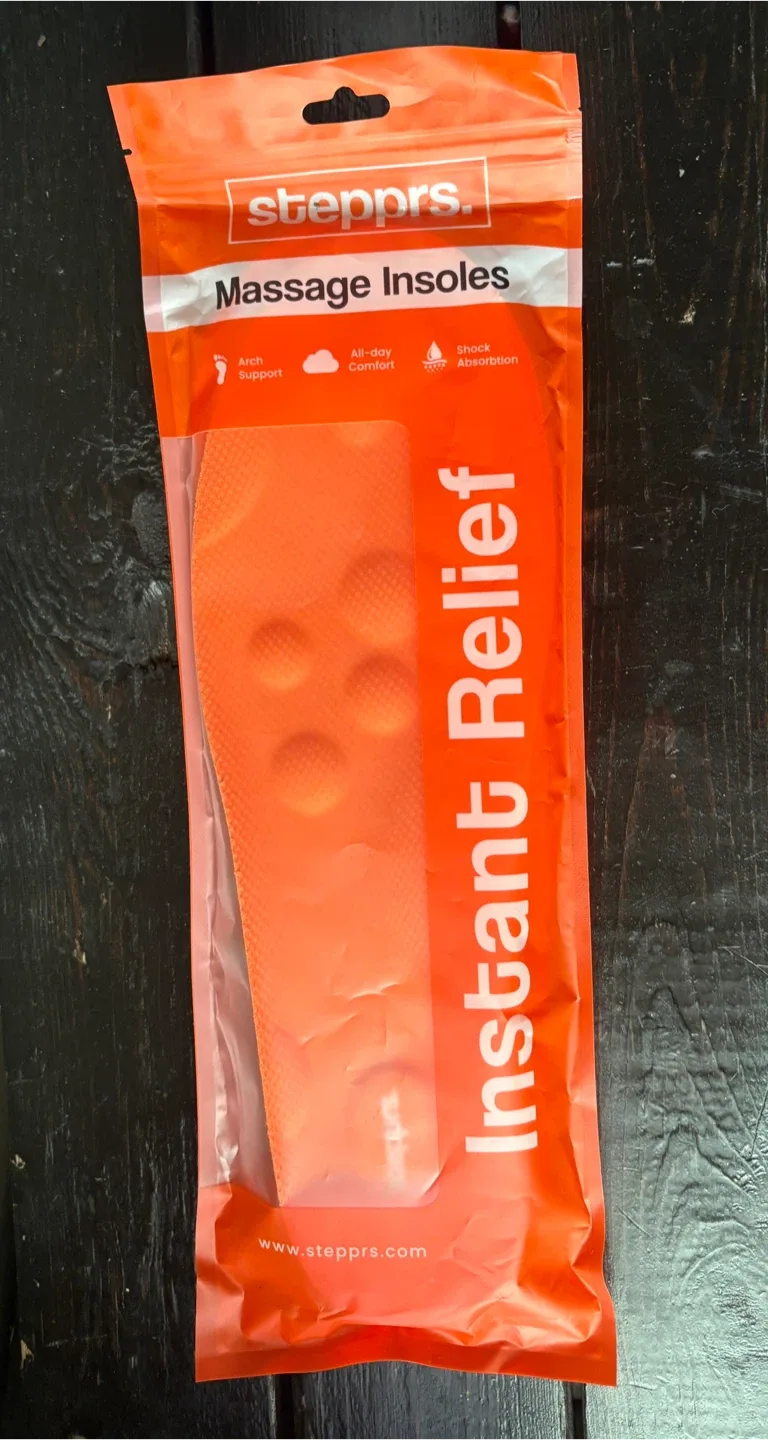 stepprs.
Massage Insoles
Arch
Support
All-day
Comfort
Shock
Absorbtion
Instant Relief
www.stepprs.com